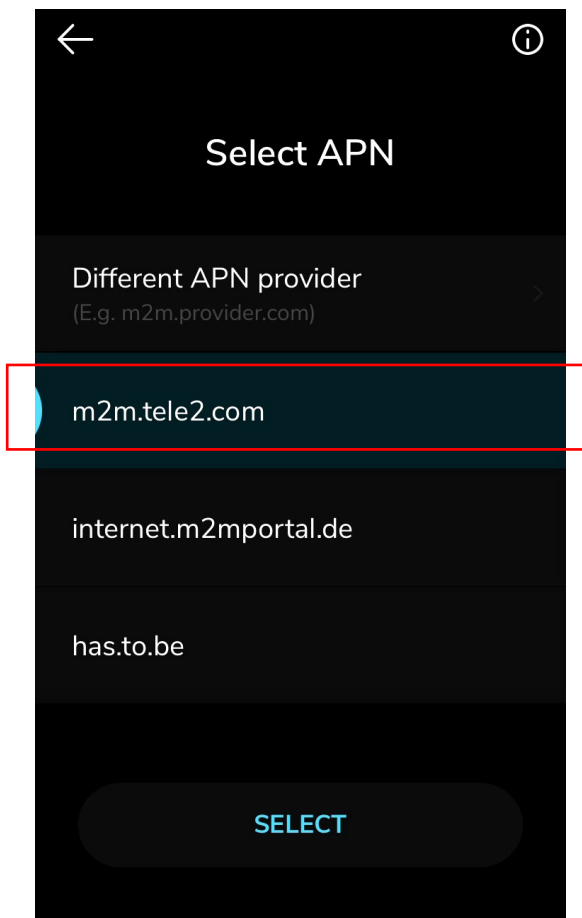 Select APN
Different APN provider
(E.g. m2m.provider.com)
m2m.tele2.com
internet.m2mportal.de
has.to.be
SELECT